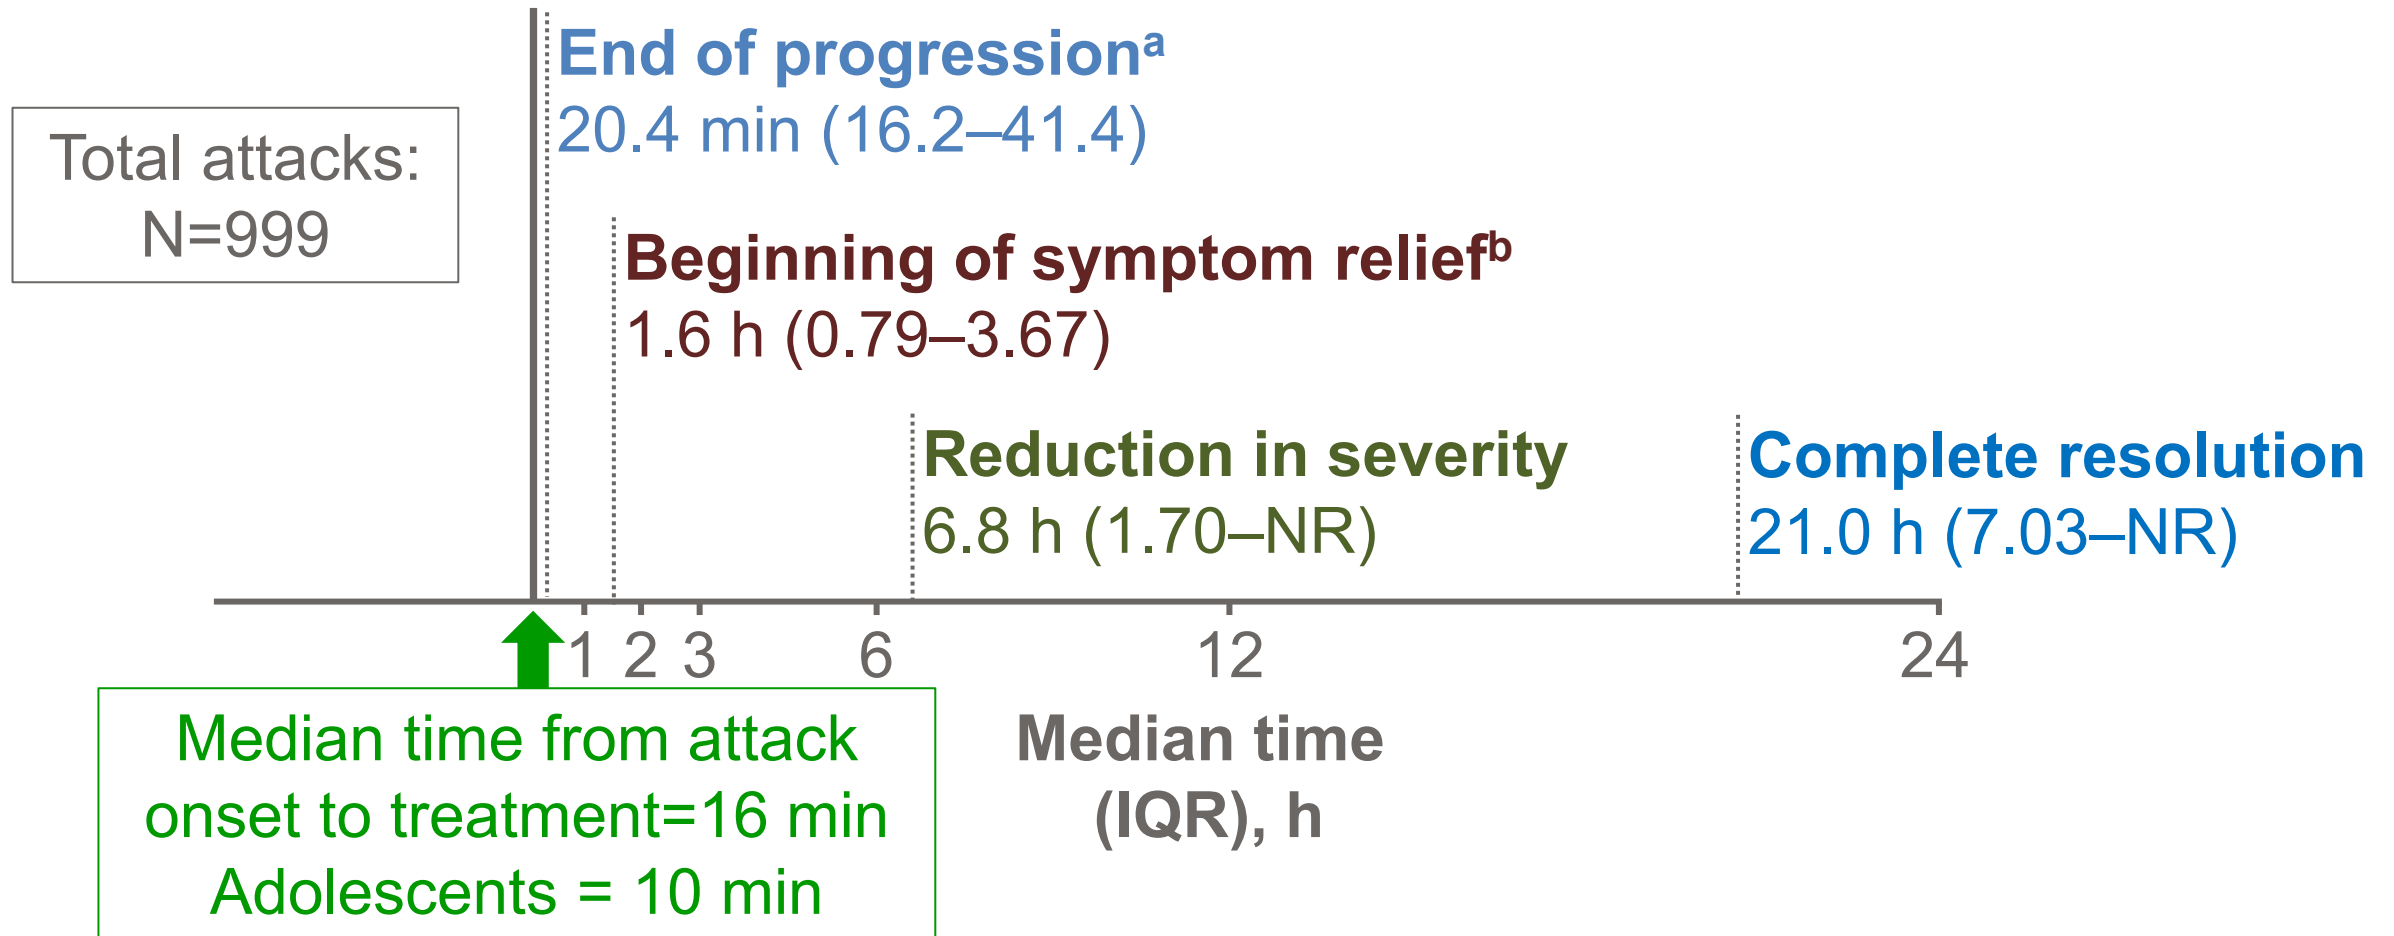 End of progressionᵃ
20.4 min (16.2–41.4)
Total attacks:
N=999
Beginning of symptom reliefᵇ
1.6 h (0.79–3.67)
Reduction in severity
6.8 h (1.70–NR)
Complete resolution
21.0 h (7.03–NR)
1 2 3 6 12 24
Median time from attack
onset to treatment=16 min
Adolescents = 10 min
Median time
(IQR), h